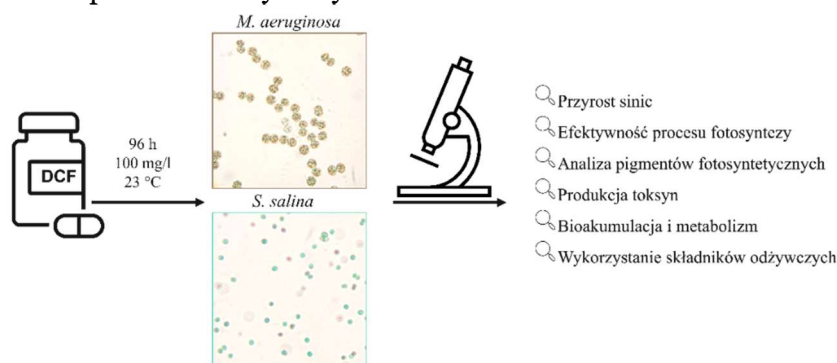 M. aeruginosa
DCF
96 h
100 mg/l
23 °C
S. salina
Przyrost sinic
Efektywność procesu fotosyntezy
Analiza pigmentów fotosyntetycznych
Produkcja toksyn
Bioakumulacja i metabolizm
Wykorzystanie składników odżywczych